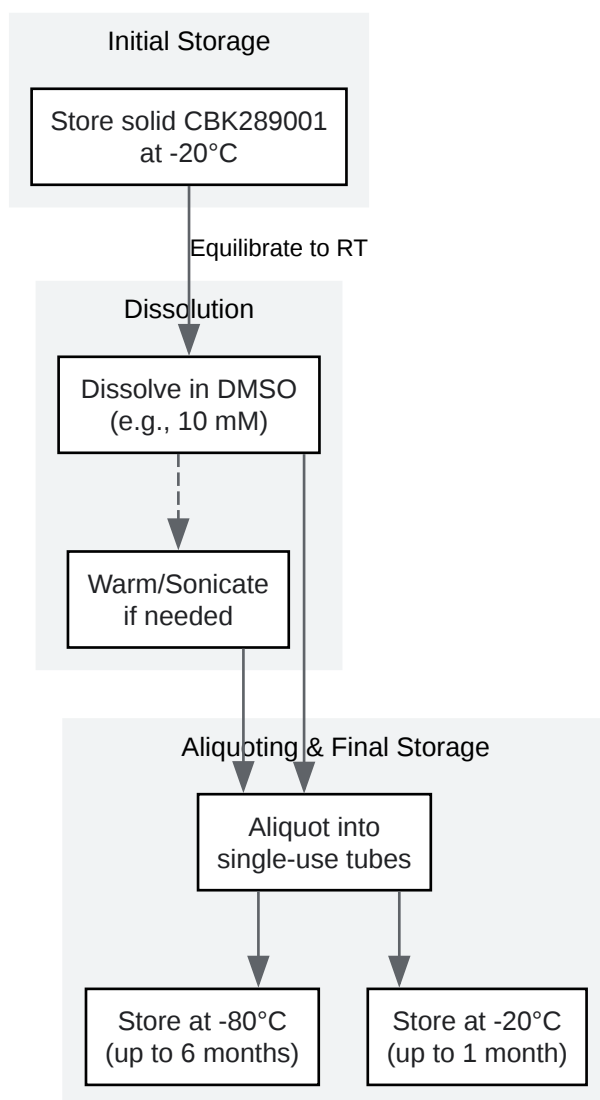 Initial Storage
Store solid CBK289001
at -20°C
Equilibrate to RT
Dissolution
Dissolve in DMSO
(e.g., 10 mM)
Warm/Sonicate
if needed
Aliquoting & Final Storage
Aliquot into
single-use tubes
Store at -80°C
(up to 6 months)
Store at -20°C
(up to 1 month)